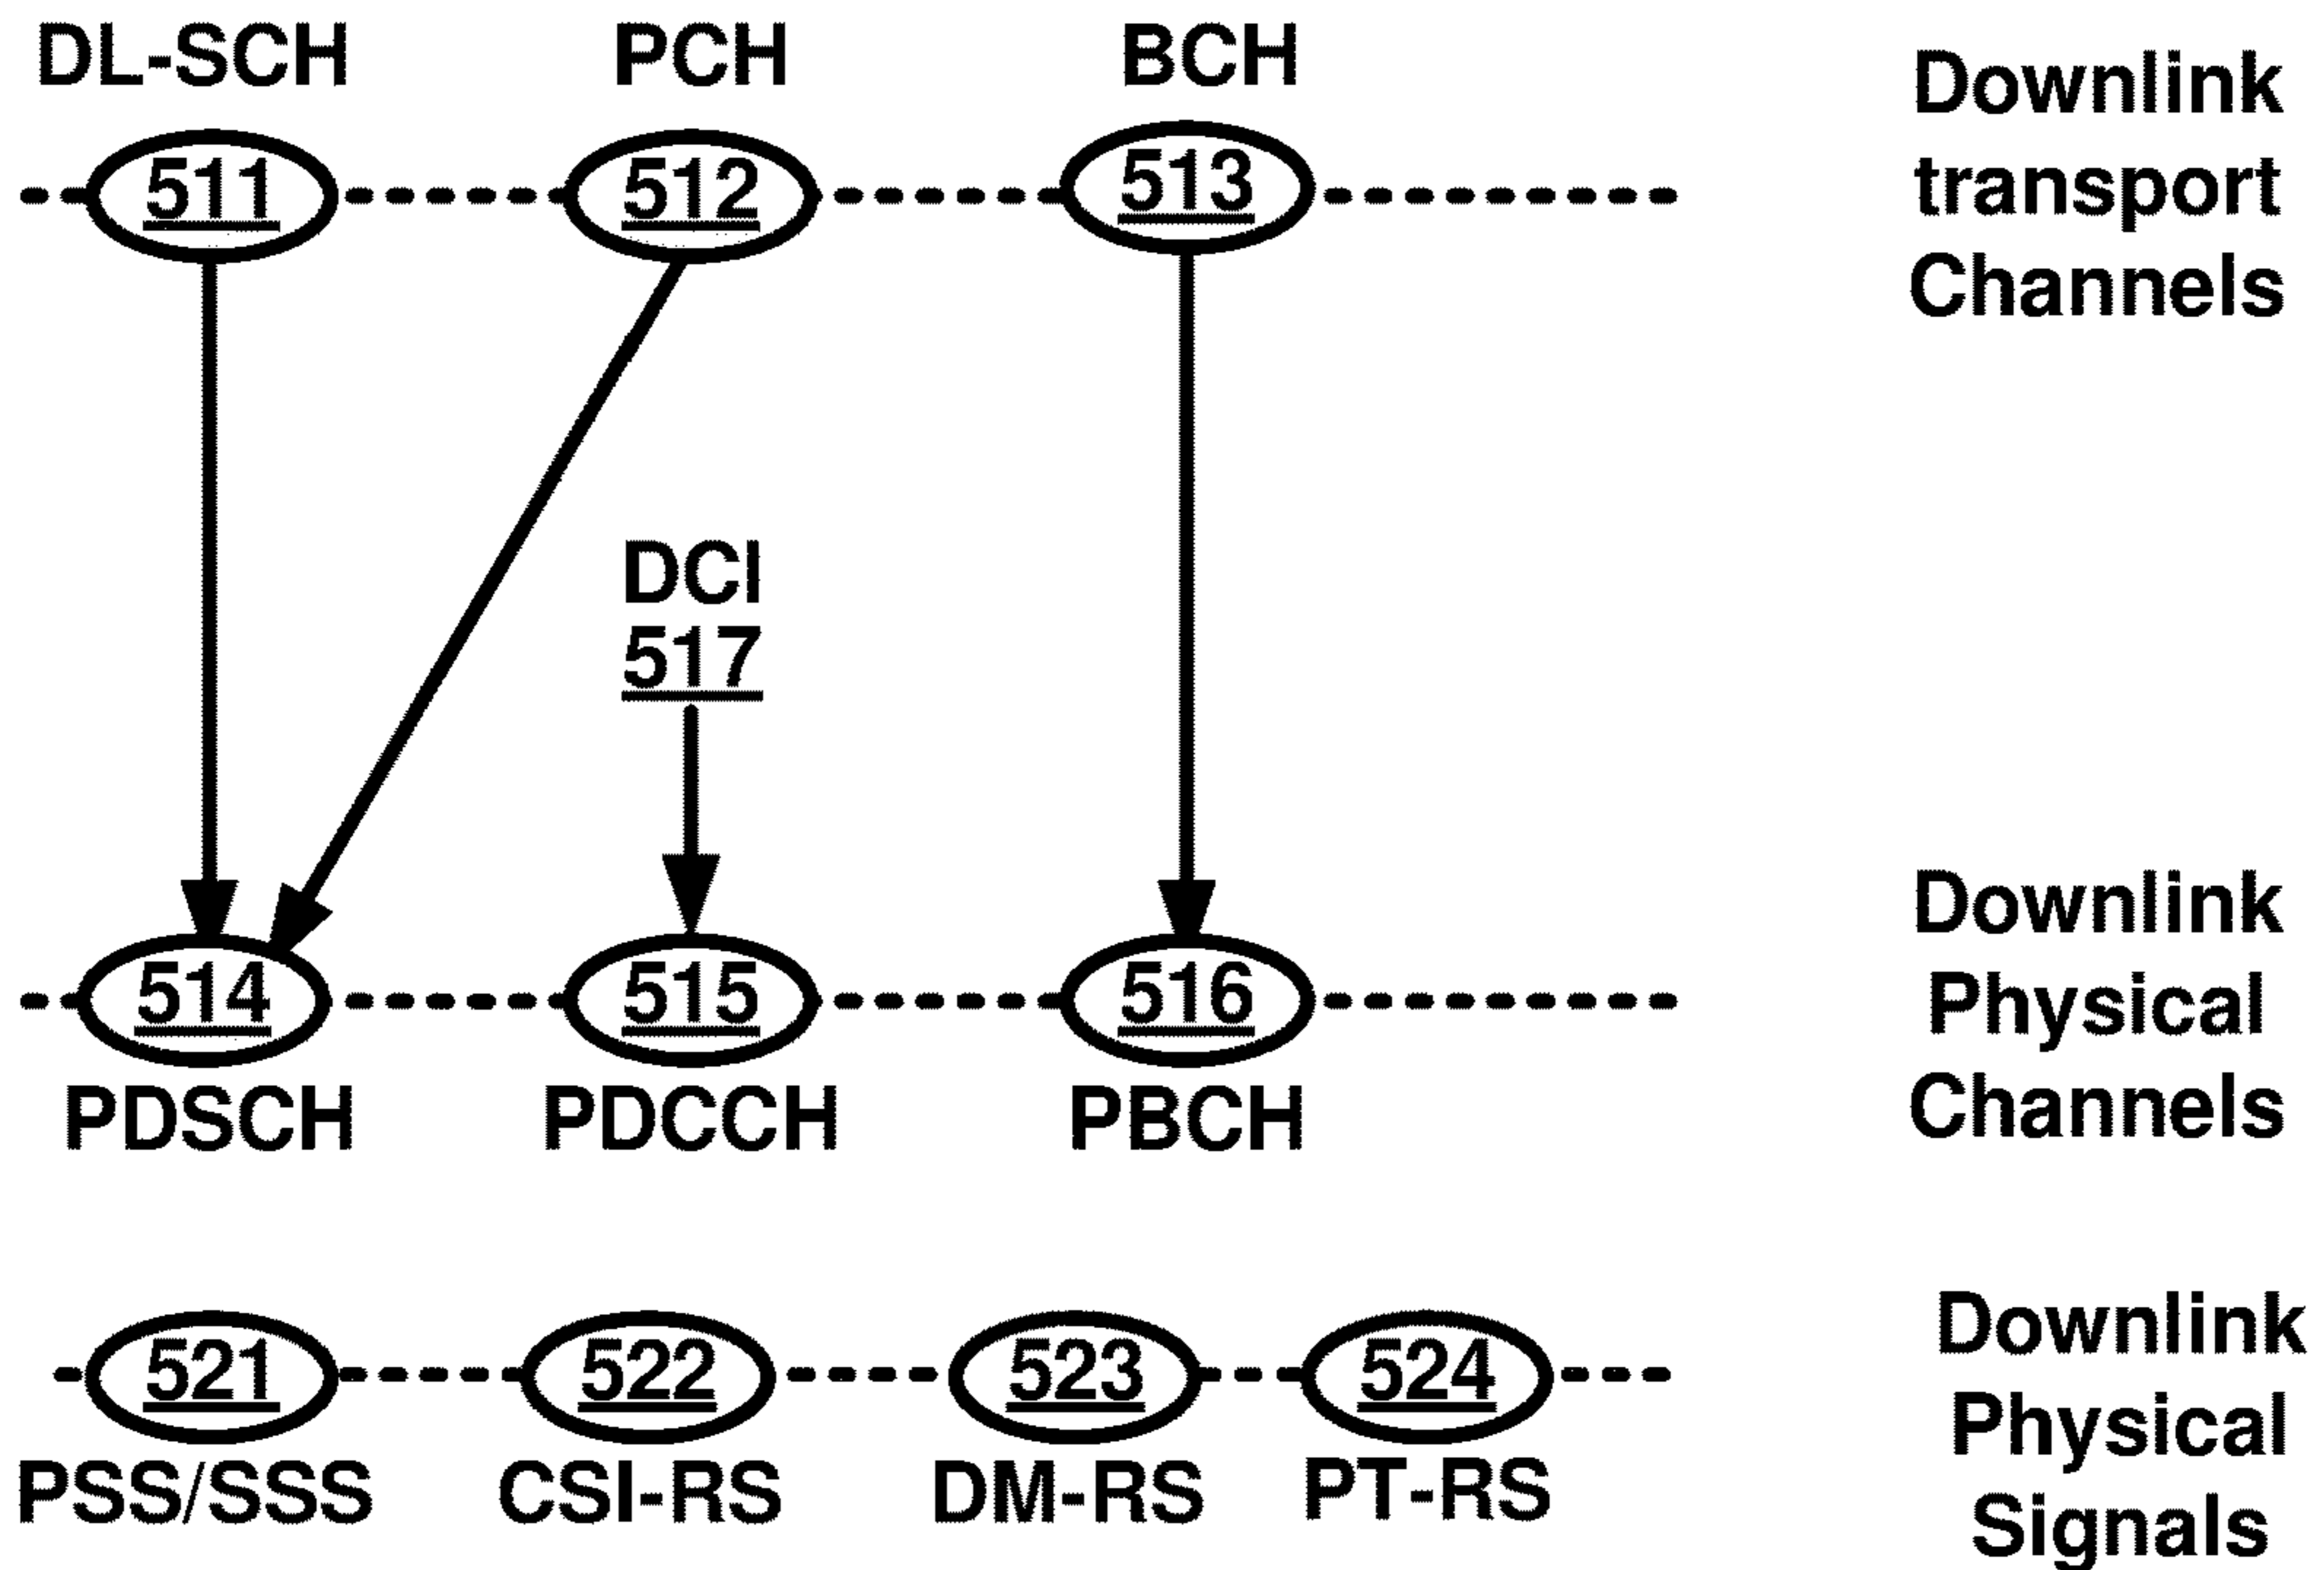 DL-SCH PCH BCH
511 512 513
Downlink
transport
Channels
DCI
517
514 515 516
PDSCH PDCCH PBCH
Downlink
Physical
Channels
521 522 523 524
PSS/SSS CSI-RS DM-RS PT-RS
Downlink
Physical
Signals